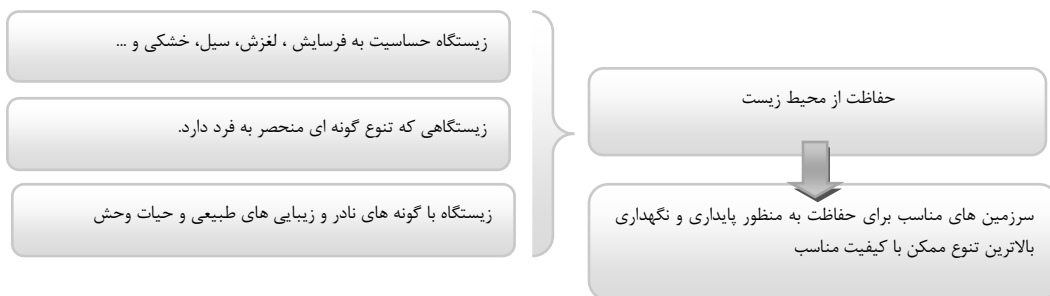 حفاظت از محیط زیست
سرزمین های مناسب برای حفاظت به منظور پایداری و نگهداری
بالاترین تنوع ممکن با کیفیت مناسب
زیستگاه حساسیت به فرسایش ، لغزش، سیل، خشکی و ...
زیستگاهی که تنوع گونه ای منحصر به فرد دارد.
زیستگاه با گونه های نادر و زیبایی های طبیعی و حیات وحش